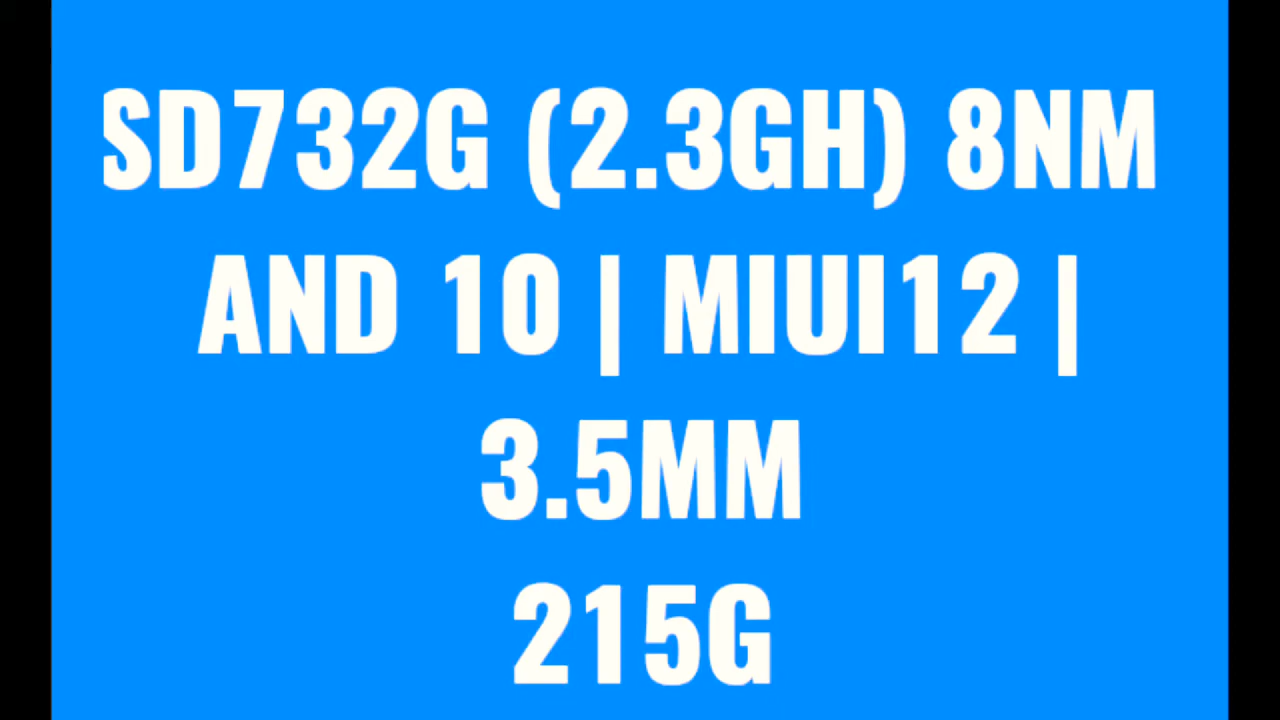 SD732G (2.3GH) 8NM
AND 10 | MIUI12 |
3.5MM
215G